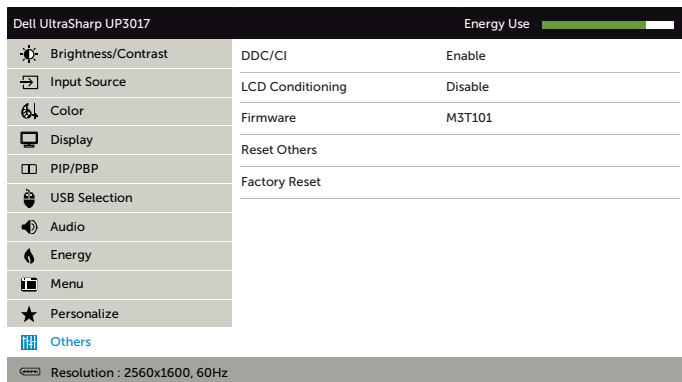 Dell UltraSharp UP3017 Energy Use
Brightness/Contrast
Input Source
Color
Display
PIP/PBP
USB Selection
Audio
Energy
Menu
Personalize
Others
DDC/CI Enable
LCD Conditioning Disable
Firmware M3T101
Reset Others
Factory Reset
Resolution : 2560x1600, 60Hz